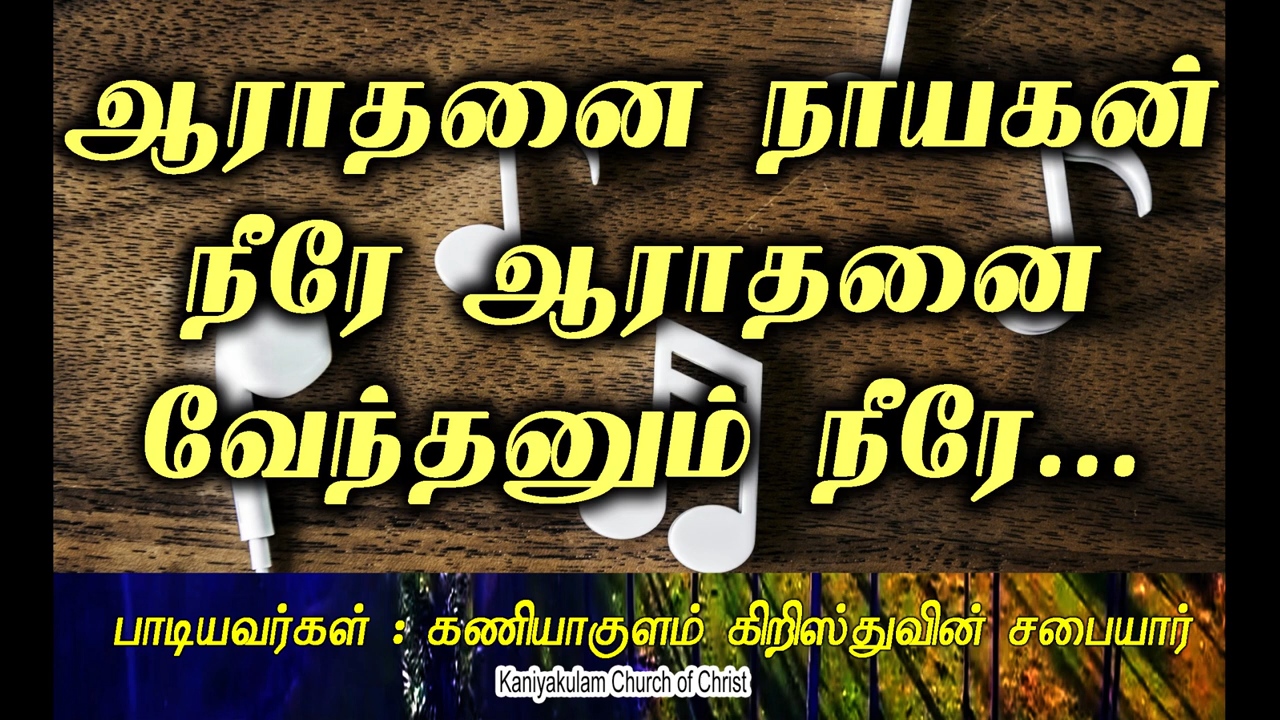 ஆராதனை நாயகன்
நீரே ஆராதனை
வேந்தனும் நீரே...
பாடியவர்கள் : கணியாகுளம் கிறிஸ்துவின் சபையார்
Kaniyakulam Church of Christ